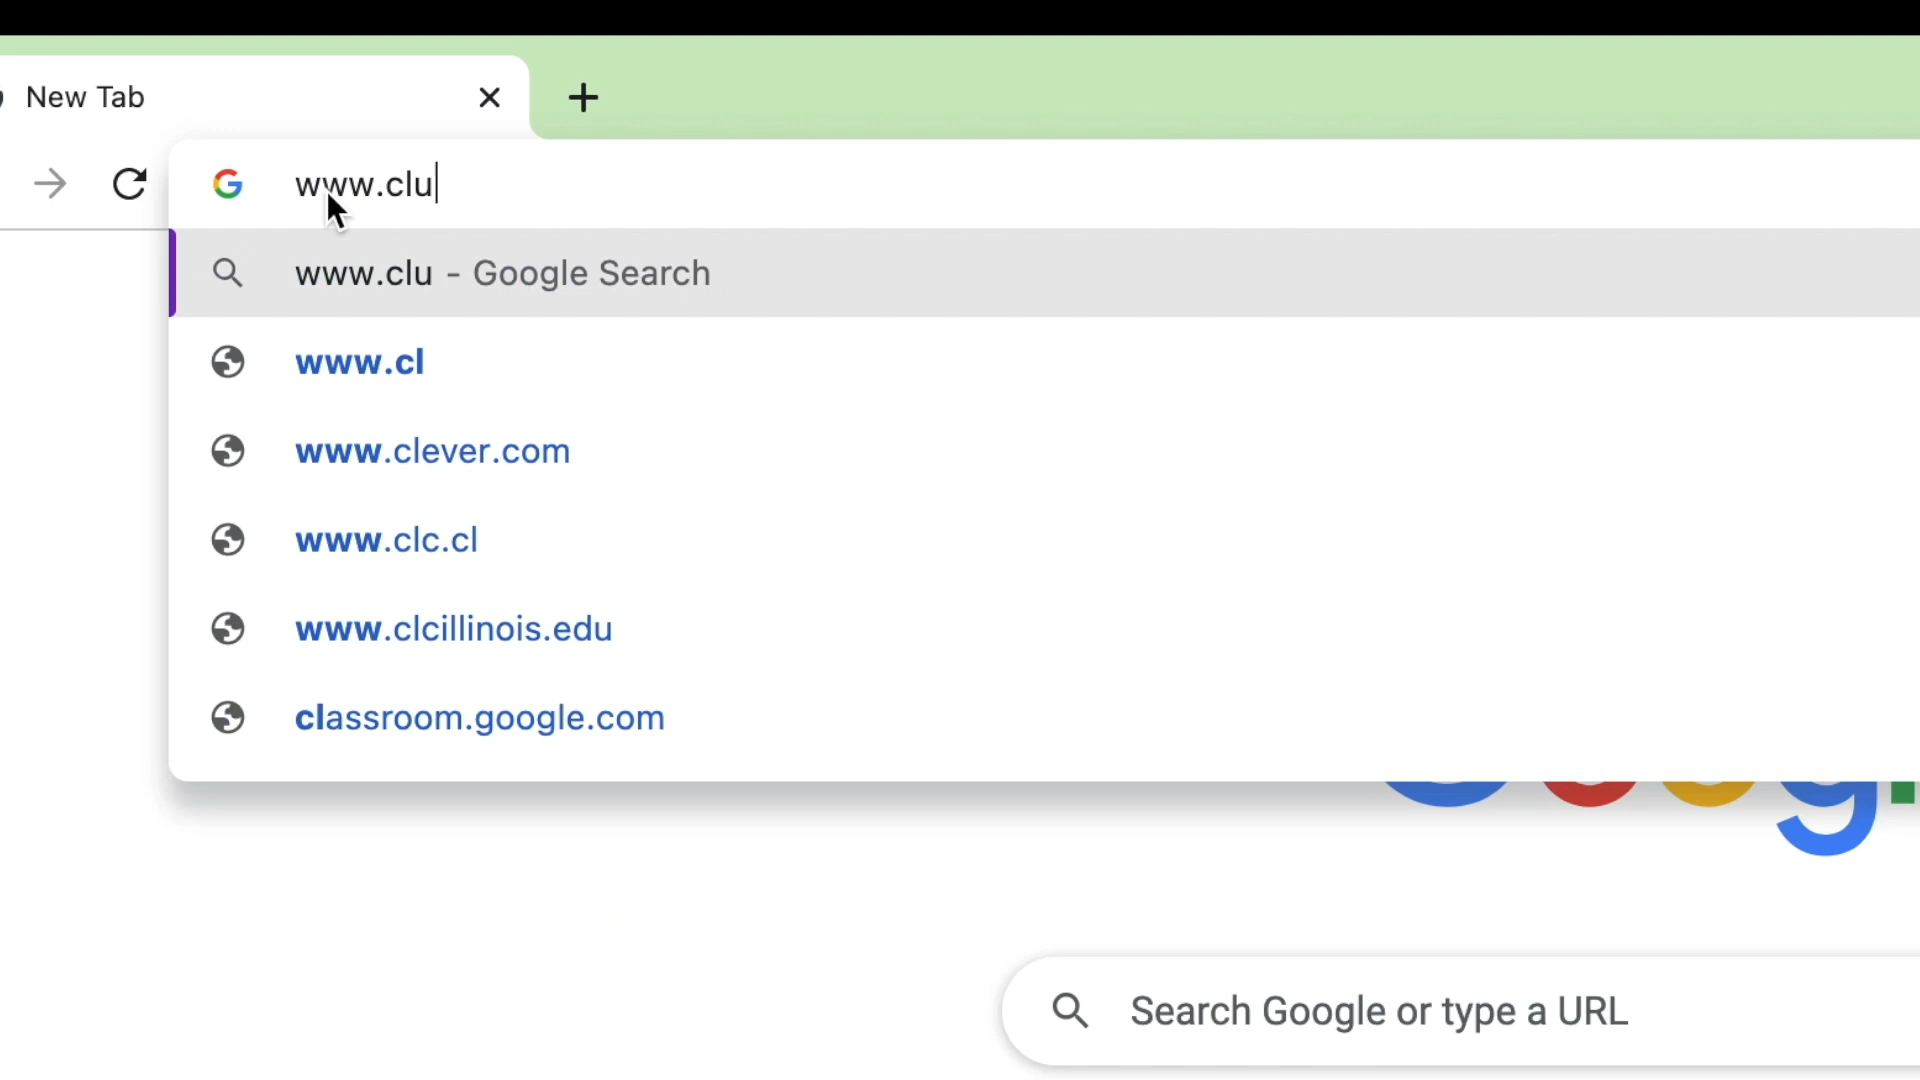 New Tab
www.clu
www.clu - Google Search
www.cl
www.clever.com
www.clc.cl
www.clcillinois.edu
classroom.google.com
Search Google or type a URL